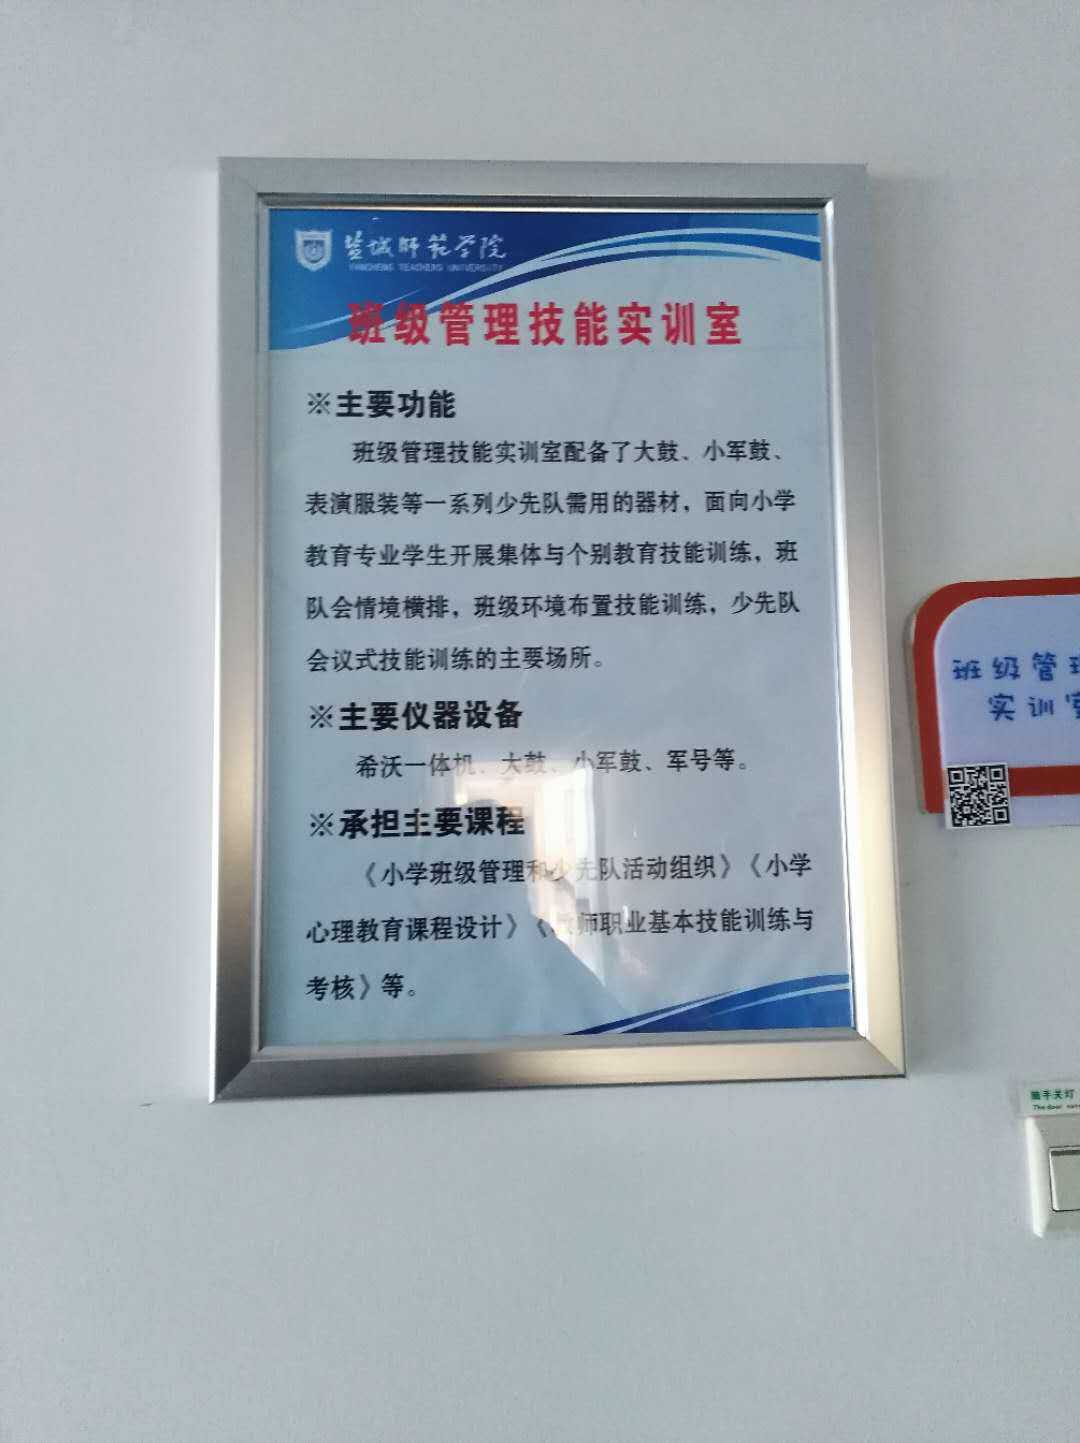 盐城师范学院
YANCHENG TEACHERS UNIVERSITY
班级管理技能实训室
※主要功能
班级管理技能实训室配备了大鼓、小军鼓、
表演服装等一系列少先队需用的器材，面向小学
教育专业学生开展集体与个别教育技能训练，班
队会情境横排，班级环境布置技能训练，少先队
会议式技能训练的主要场所。
※主要仪器设备
希沃一体机、大鼓、小军鼓、军号等。
※承担主要课程
《小学班级管理和少先队活动组织》《小学
心理教育课程设计》《教师职业基本技能训练与
考核》等。
班级管理
实训室
随手关灯
The door